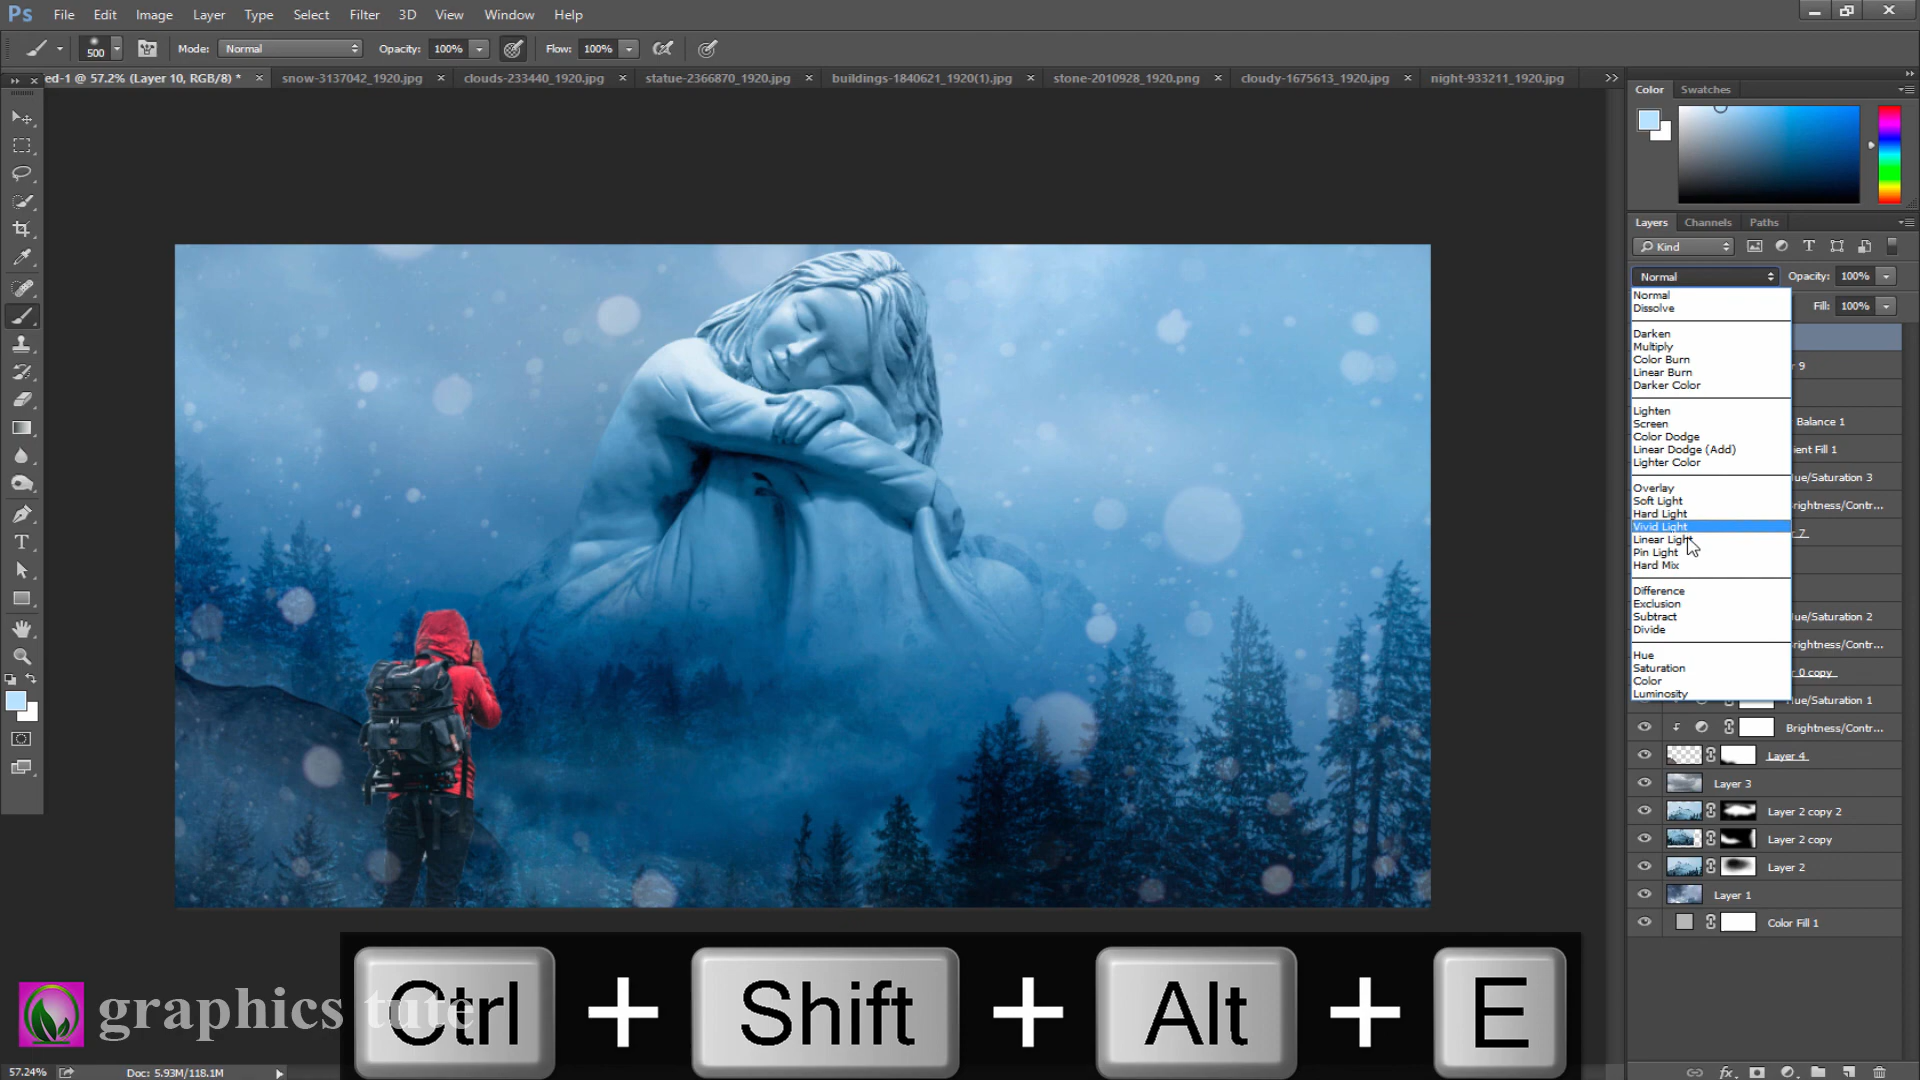 Ps File Edit Image Layer Type Select Filter 3D View Window Help
500 Mode: Normal Opacity: 100% Flow: 100%
ed-1 @ 57.2% (Layer 10, RGB/8) * × snow-3137042_1920.jpg × clouds-233440_1920.jpg × statue-2366870_1920.jpg × buildings-1840621_1920(1).jpg × stone-2010928_1920.png × cloudy-1675613_1920.jpg × night-933211_1920.jpg >>
Color Swatches
Layers Channels Paths
Kind
Normal Opacity: 100%
Fill: 100%
Normal
Dissolve
Darken
Multiply
Color Burn
Linear Burn
Darker Color
Lighten
Screen
Color Dodge
Linear Dodge (Add)
Lighter Color
Overlay
Soft Light
Hard Light
Vivid Light
Linear Light
Pin Light
Hard Mix
Difference
Exclusion
Subtract
Divide
Hue
Saturation
Color
Luminosity
9
Balance 1
ient Fill 1
ue/Saturation 3
rightness/Contr...
7
ue/Saturation 2
rightness/Contr...
0 copy
ue/Saturation 1
Brightness/Contr...
Layer 4
Layer 3
Layer 2 copy 2
Layer 2 copy
Layer 2
Layer 1
Color Fill 1
graphics tute
Ctrl + Shift + Alt + E
57.24% Doc: 5.93M/118.1M
fx